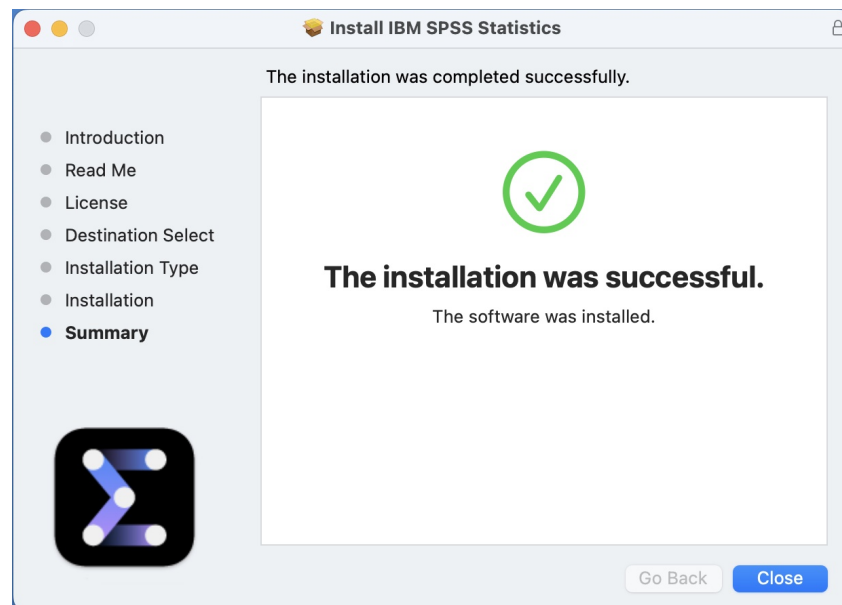 Install IBM SPSS Statistics
The installation was completed successfully.
Introduction
Read Me
License
Destination Select
Installation Type
Installation
Summary
The installation was successful.
The software was installed.
Go Back
Close